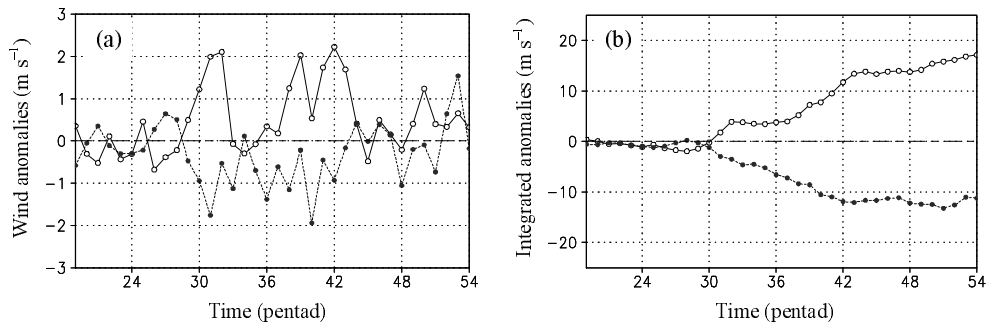 (a)
Wind anomalies (m s⁻¹)
3
2
1
0
−1
−2
−3
24 30 36 42 48 54
Time (pentad)
(b)
Integrated anomalies (m s⁻¹)
20
10
0
−10
−20
24 30 36 42 48 54
Time (pentad)